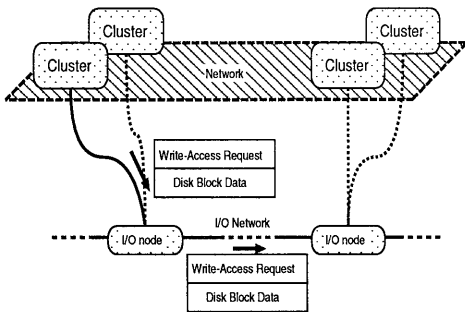 Cluster
Cluster
Cluster
Cluster
Network
Write-Access Request
Disk Block Data
I/O Network
I/O node
I/O node
Write-Access Request
Disk Block Data